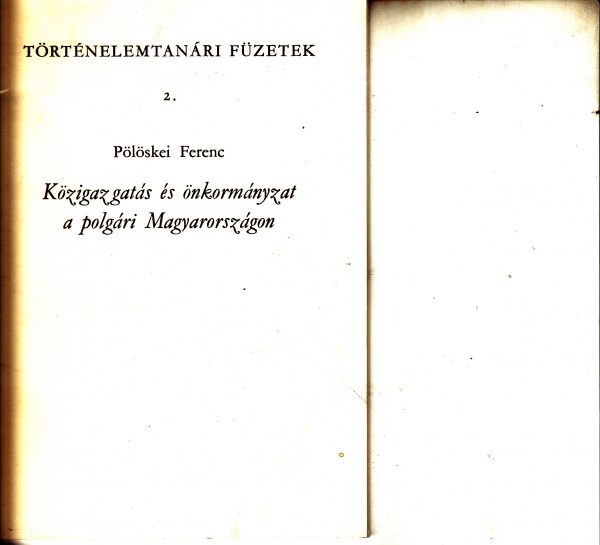 TÖRTÉNELEMTANÁRI FÜZETEK
2.
Pölöskei Ferenc
Közigazgatás és önkormányzat
a polgári Magyarországon